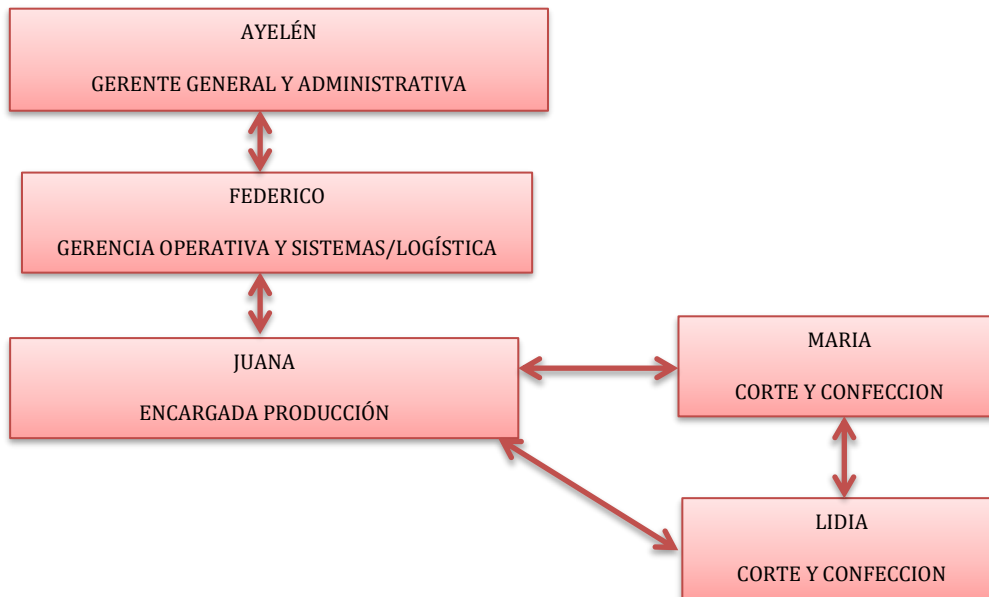 AYELÉN
GERENTE GENERAL Y ADMINISTRATIVA
FEDERICO
GERENCIA OPERATIVA Y SISTEMAS/LOGÍSTICA
JUANA
ENCARGADA PRODUCCIÓN
MARIA
CORTE Y CONFECCION
LIDIA
CORTE Y CONFECCION